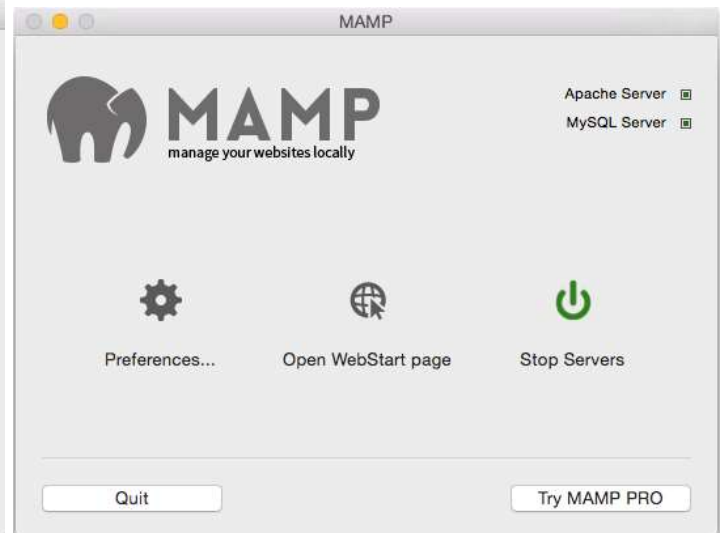 MAMP
MAMP
manage your websites locally
Apache Server
MySQL Server
Preferences...
Open WebStart page
Stop Servers
Quit
Try MAMP PRO